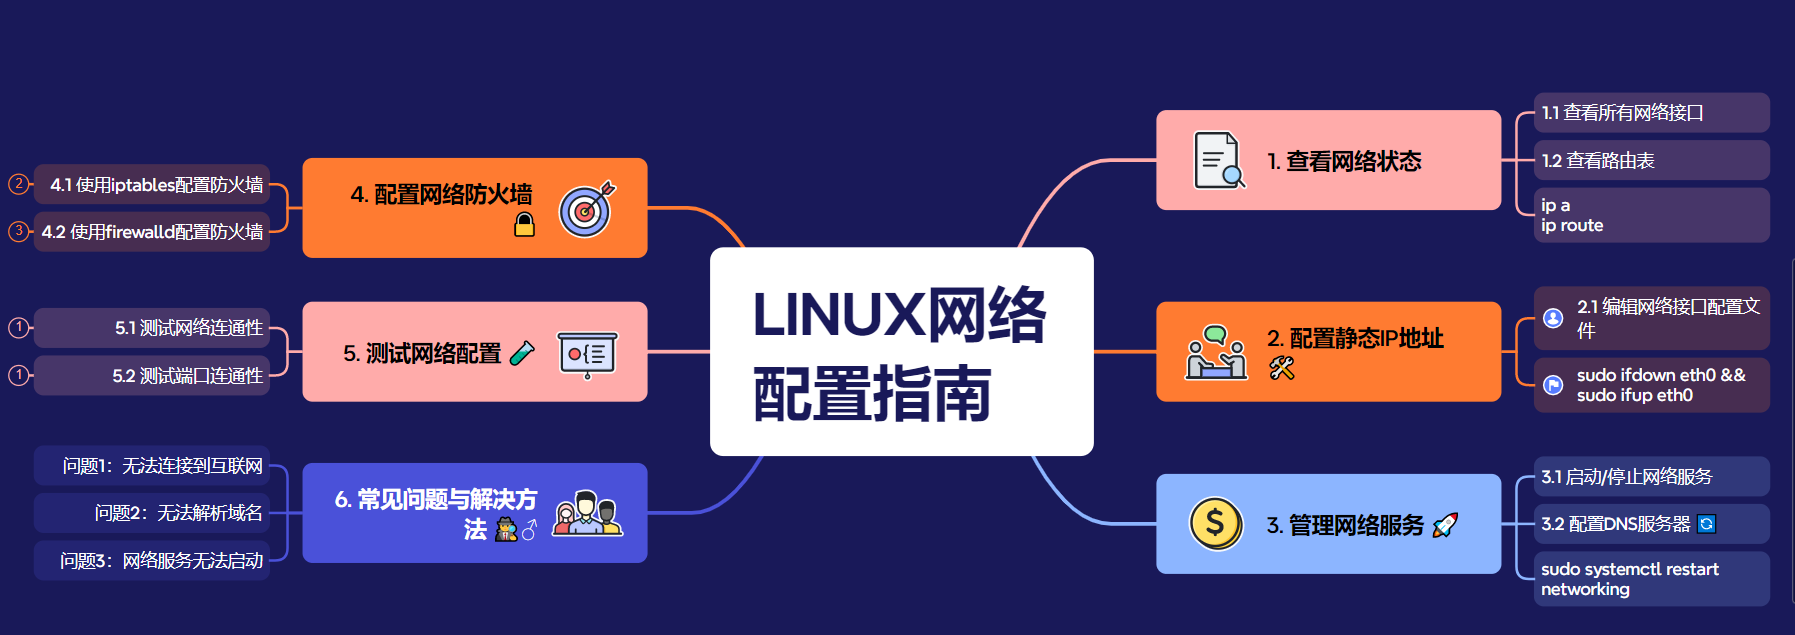 LINUX网络
配置指南
1. 查看网络状态
1.1 查看所有网络接口
1.2 查看路由表
ip a
ip route
2. 配置静态IP地址
🛠️
2.1 编辑网络接口配置文
件
sudo ifdown eth0 &&
sudo ifup eth0
3. 管理网络服务 🚀
3.1 启动/停止网络服务
3.2 配置DNS服务器 🔄
sudo systemctl restart
networking
4. 配置网络防火墙
🔒
4.1 使用iptables配置防火墙
2
4.2 使用firewalld配置防火墙
3
5. 测试网络配置 🧪
5.1 测试网络连通性
1
5.2 测试端口连通性
1
6. 常见问题与解决方
法 🕵️♂
问题1：无法连接到互联网
问题2：无法解析域名
问题3：网络服务无法启动